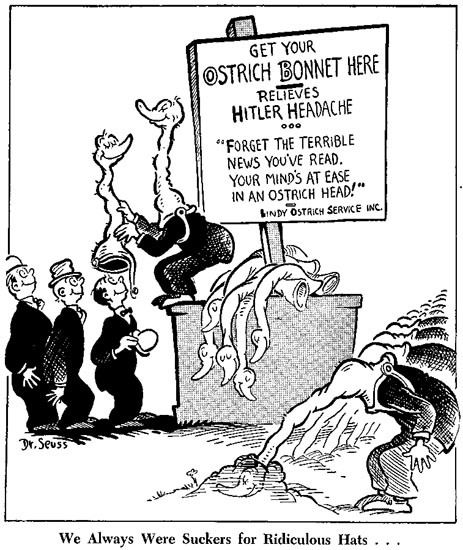 GET YOUR
OSTRICH BONNET HERE
RELIEVES
HITLER HEADACHE
"FORGET THE TERRIBLE
NEWS YOU'VE READ.
YOUR MIND'S AT EASE
IN AN OSTRICH HEAD!"
LINDY OSTRICH SERVICE INC.
Dr. Seuss
We Always Were Suckers for Ridiculous Hats . . .